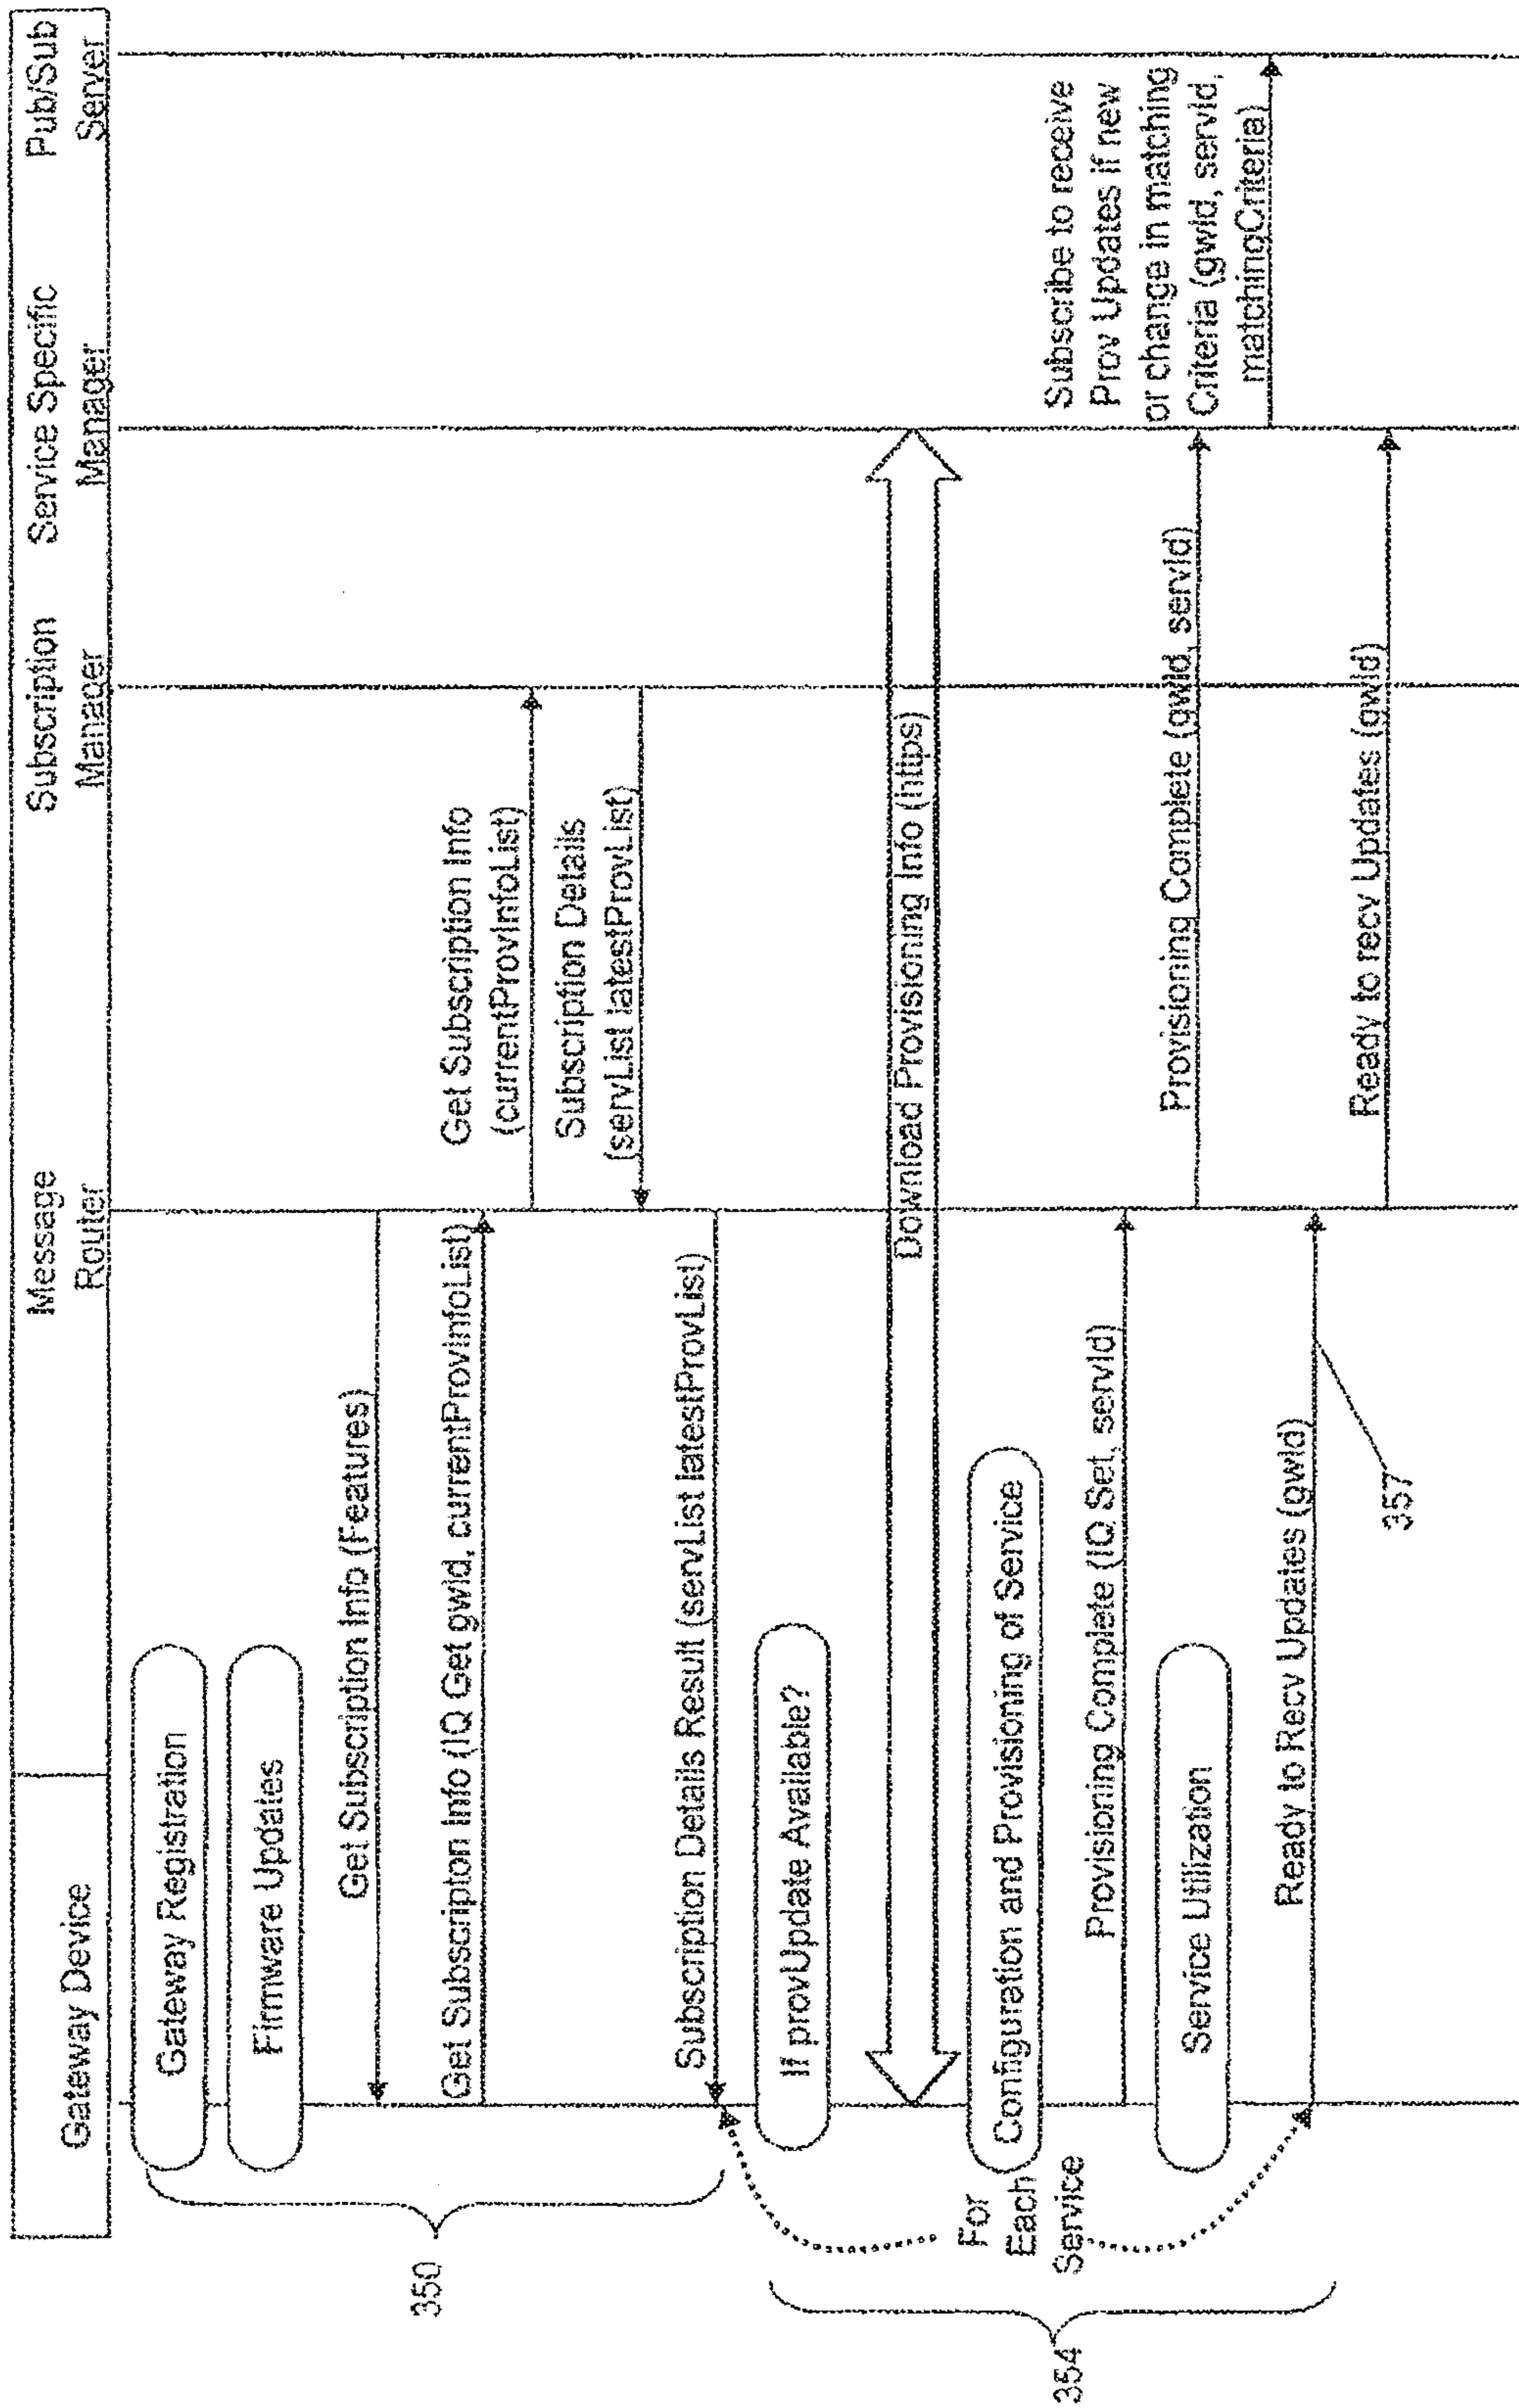 Gateway Device
Message
Router
Subscription
Manager
Service Specific
Manager
Pub/Sub
Server
Gateway Registration
Firmware Updates
Get Subscription Info (Features)
Get Subscripton Info (IQ Get gwId, currentProvInfoList)
Get Subscription Info
(currentProvInfoList)
Subscription Details
(servList latestProvList)
Subscription Details Result (servList latestProvList)
350
If provUpdate Available?
Download Provisioning Info (https)
Configuration and Provisioning of Service
For
Each
Service
Provisioning Complete (IQ Set, servId)
Provisioning Complete (gwId, servId)
Subscribe to receive
Prov Updates if new
or change in matching
Criteria (gwId, servId,
matchingCriteria)
Service Utilization
Ready to Recv Updates (gwId)
Ready to recv Updates (gwId)
354
357